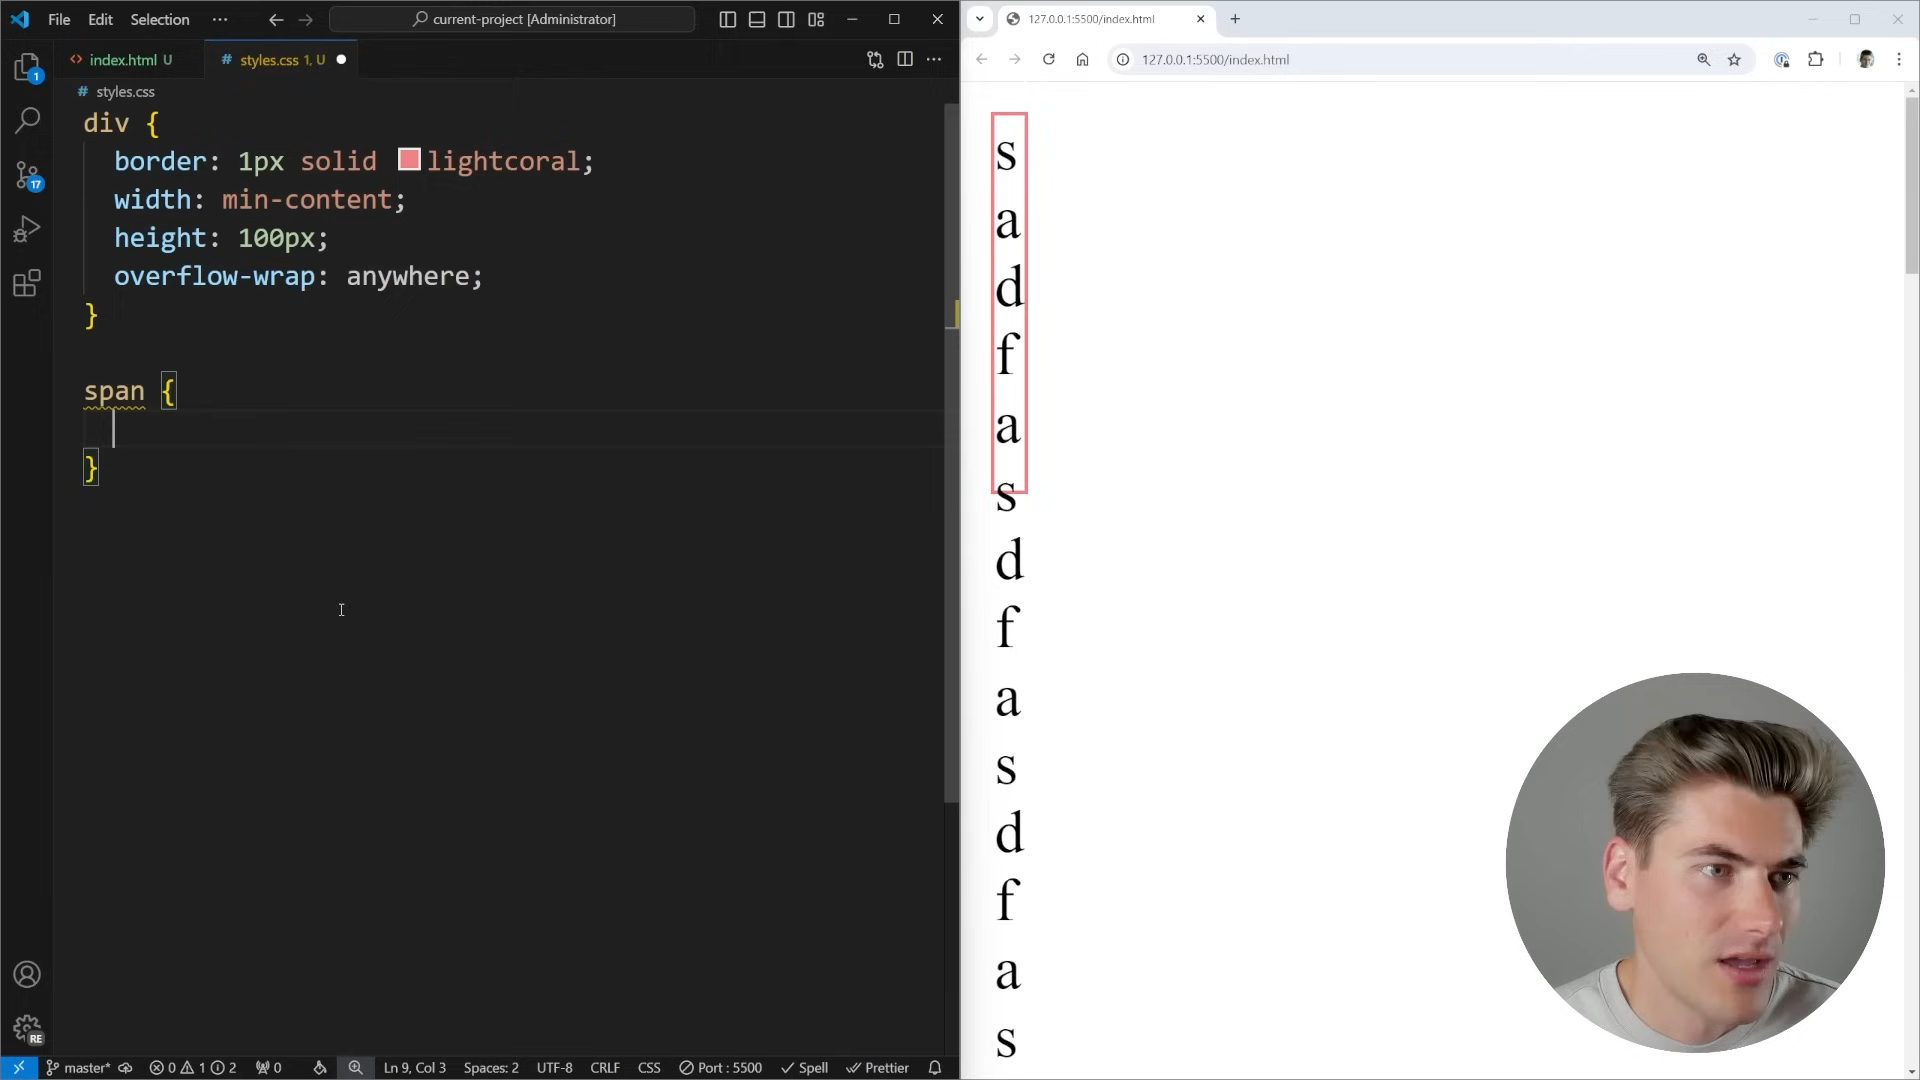 File Edit Selection ··· current-project [Administrator]
index.html U
styles.css 1, U
styles.css
div {
border: 1px solid lightcoral;
width: min-content;
height: 100px;
overflow-wrap: anywhere;
}
span {
}
1
17
RE
master* 0 1 2 0 Ln 9, Col 3 Spaces: 2 UTF-8 CRLF CSS Port : 5500 Spell Prettier
127.0.0.1:5500/index.html
127.0.0.1:5500/index.html
s
a
d
f
a
s
d
f
a
s
d
f
a
s